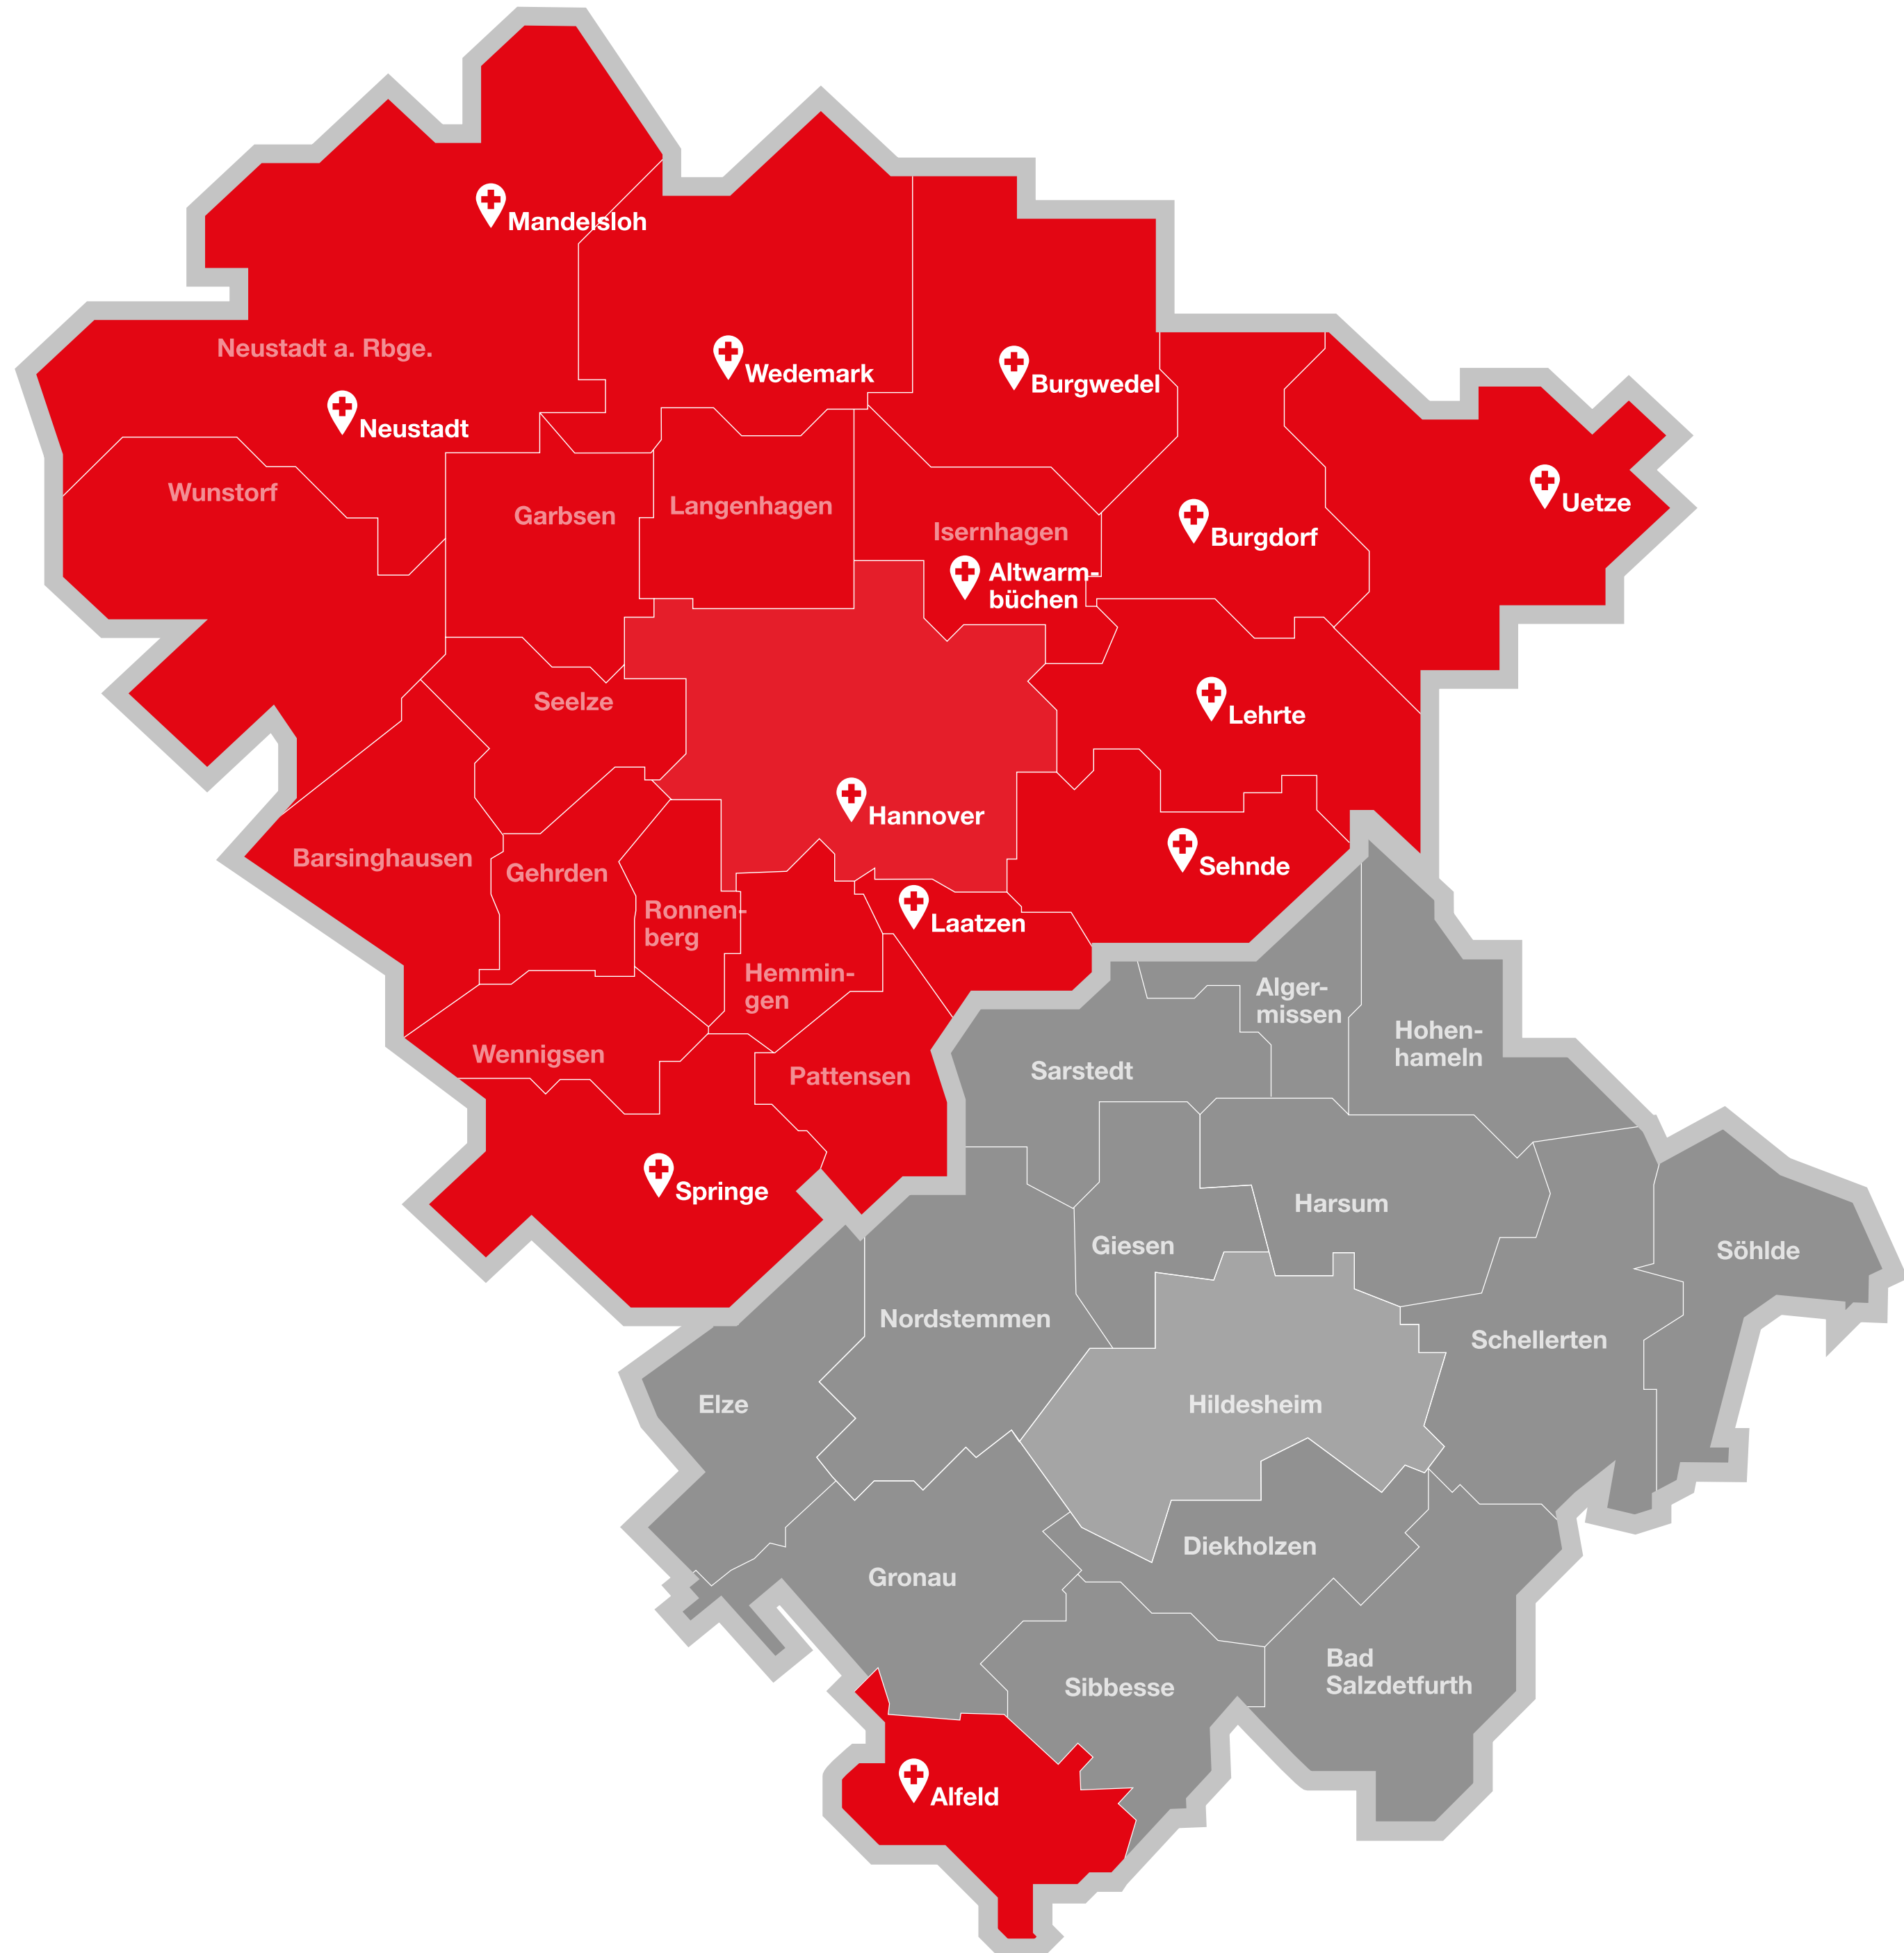 Mandelsloh
Neustadt a. Rbge.
Wedemark
Burgwedel
Neustadt
Wunstorf
Garbsen
Langenhagen
Isernhagen
Altwarm-
büchen
Burgdorf
Uetze
Seelze
Lehrte
Hannover
Barsinghausen
Gehrden
Sehnde
Ronnen-
berg
Laatzen
Hemmin-
gen
Wennigsen
Pattensen
Springe
Alger-
missen
Hohen-
hameln
Sarstedt
Harsum
Giesen
Söhlde
Nordstemmen
Schellerten
Elze
Hildesheim
Diekholzen
Gronau
Sibbesse
Bad
Salzdetfurth
Alfeld